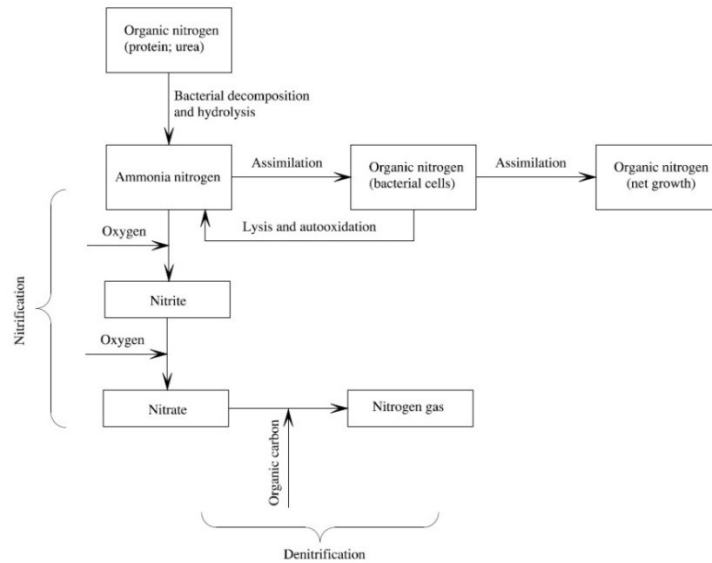 Organic nitrogen
(protein; urea)
Bacterial decomposition
and hydrolysis
Ammonia nitrogen
Assimilation
Organic nitrogen
(bacterial cells)
Assimilation
Organic nitrogen
(net growth)
Lysis and autooxidation
Oxygen
Nitrification
Nitrite
Oxygen
Nitrate
Nitrogen gas
Organic carbon
Denitrification